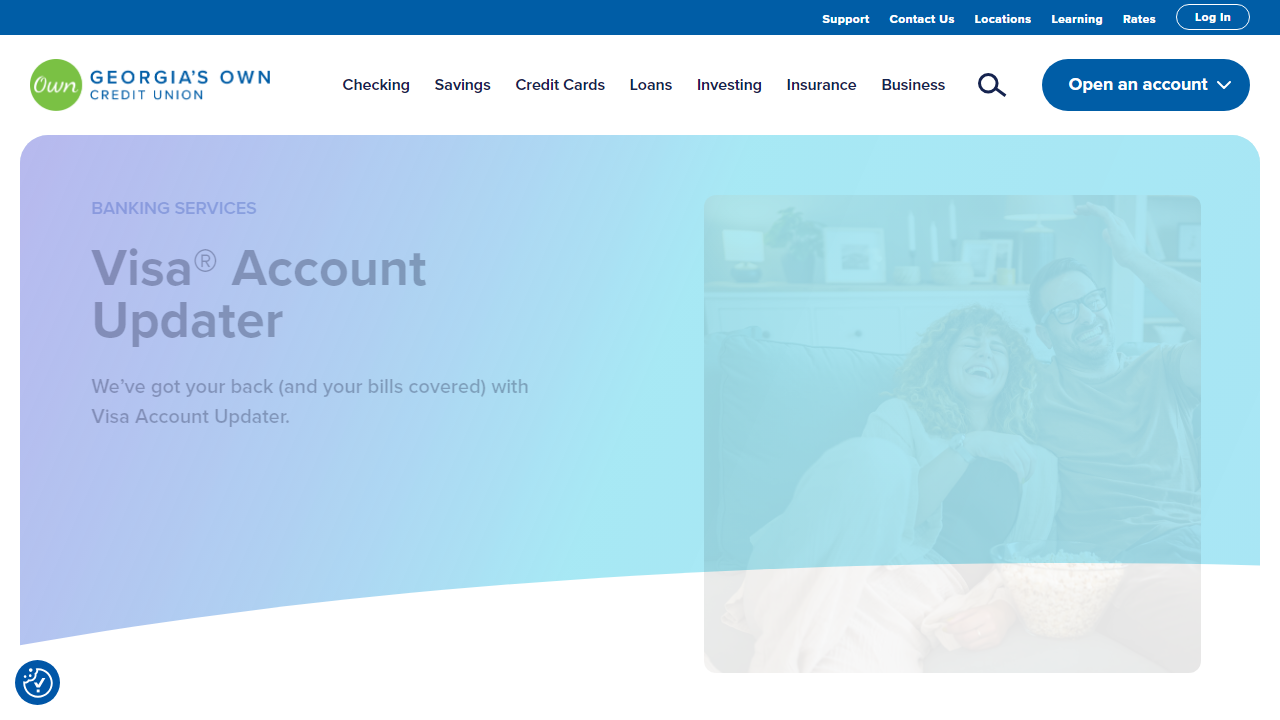 Support Contact Us Locations Learning Rates Log In
Own GEORGIA'S OWN
CREDIT UNION
Checking Savings Credit Cards Loans Investing Insurance Business Open an account
BANKING SERVICES
Visa® Account
Updater
We've got your back (and your bills covered) with
Visa Account Updater.